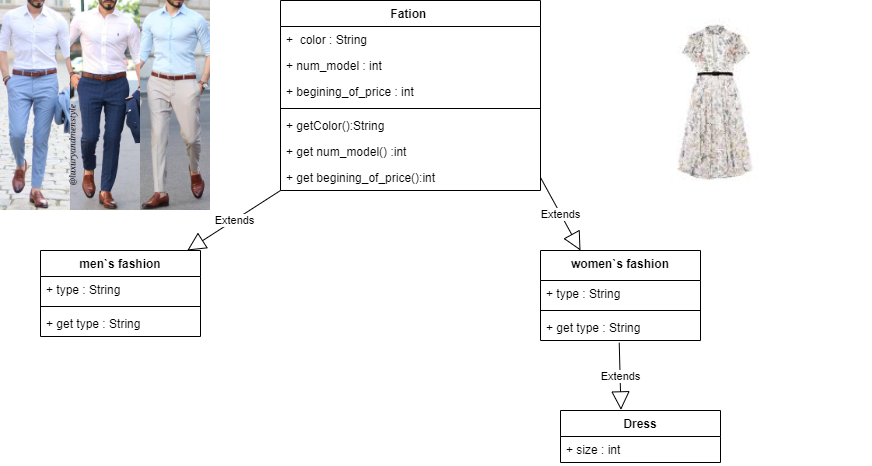 @luxuryandmenstyle
Fation
+  color : String
+ num_model : int
+ begining_of_price : int
+ getColor():String
+ get num_model() :int
+ get begining_of_price():int
Extends
Extends
men`s fashion
+ type : String
+ get type : String
women`s fashion
+ type : String
+ get type : String
Extends
Dress
+ size : int